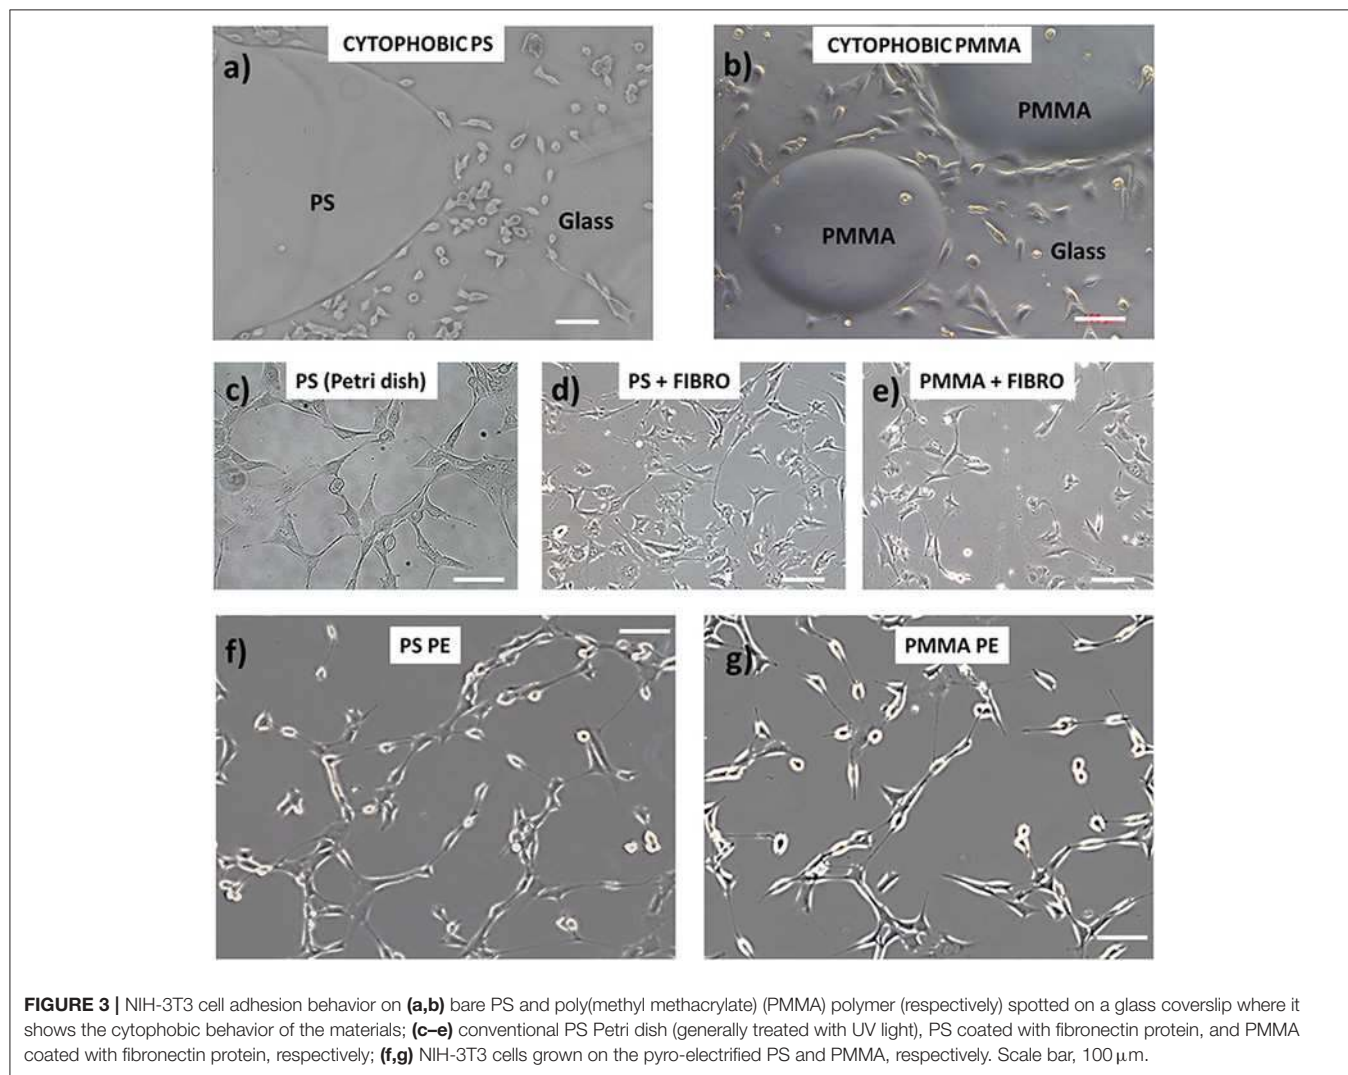 CYTOPHOBIC PS
a)
PS
Glass
CYTOPHOBIC PMMA
b)
PMMA
PMMA
Glass
PS (Petri dish)
c)
PS + FIBRO
d)
PMMA + FIBRO
e)
PS PE
f)
PMMA PE
g)
FIGURE 3 | NIH-3T3 cell adhesion behavior on (a,b) bare PS and poly(methyl methacrylate) (PMMA) polymer (respectively) spotted on a glass coverslip where it
shows the cytophobic behavior of the materials; (c–e) conventional PS Petri dish (generally treated with UV light), PS coated with fibronectin protein, and PMMA
coated with fibronectin protein, respectively; (f,g) NIH-3T3 cells grown on the pyro-electrified PS and PMMA, respectively. Scale bar, 100 μm.